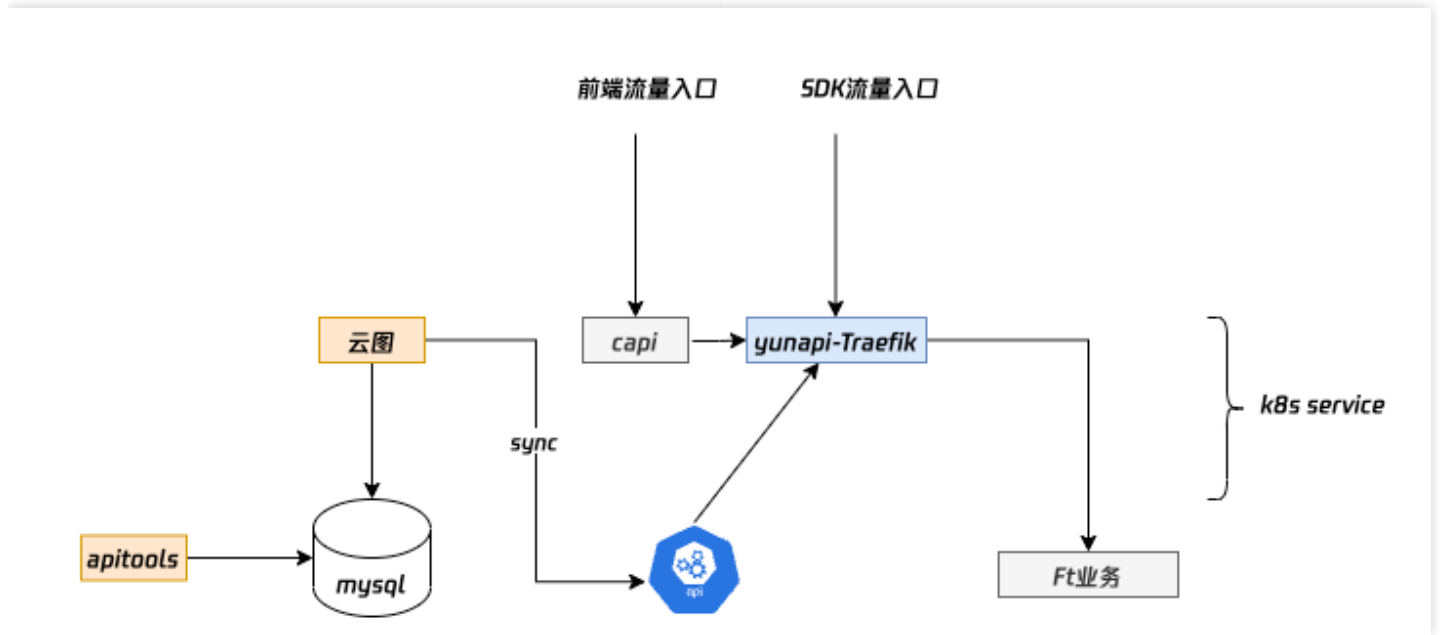 前端流量入口
SDK流量入口
云图
capi
yunapi-Traefik
k8s service
sync
apitools
mysql
api
Ft业务